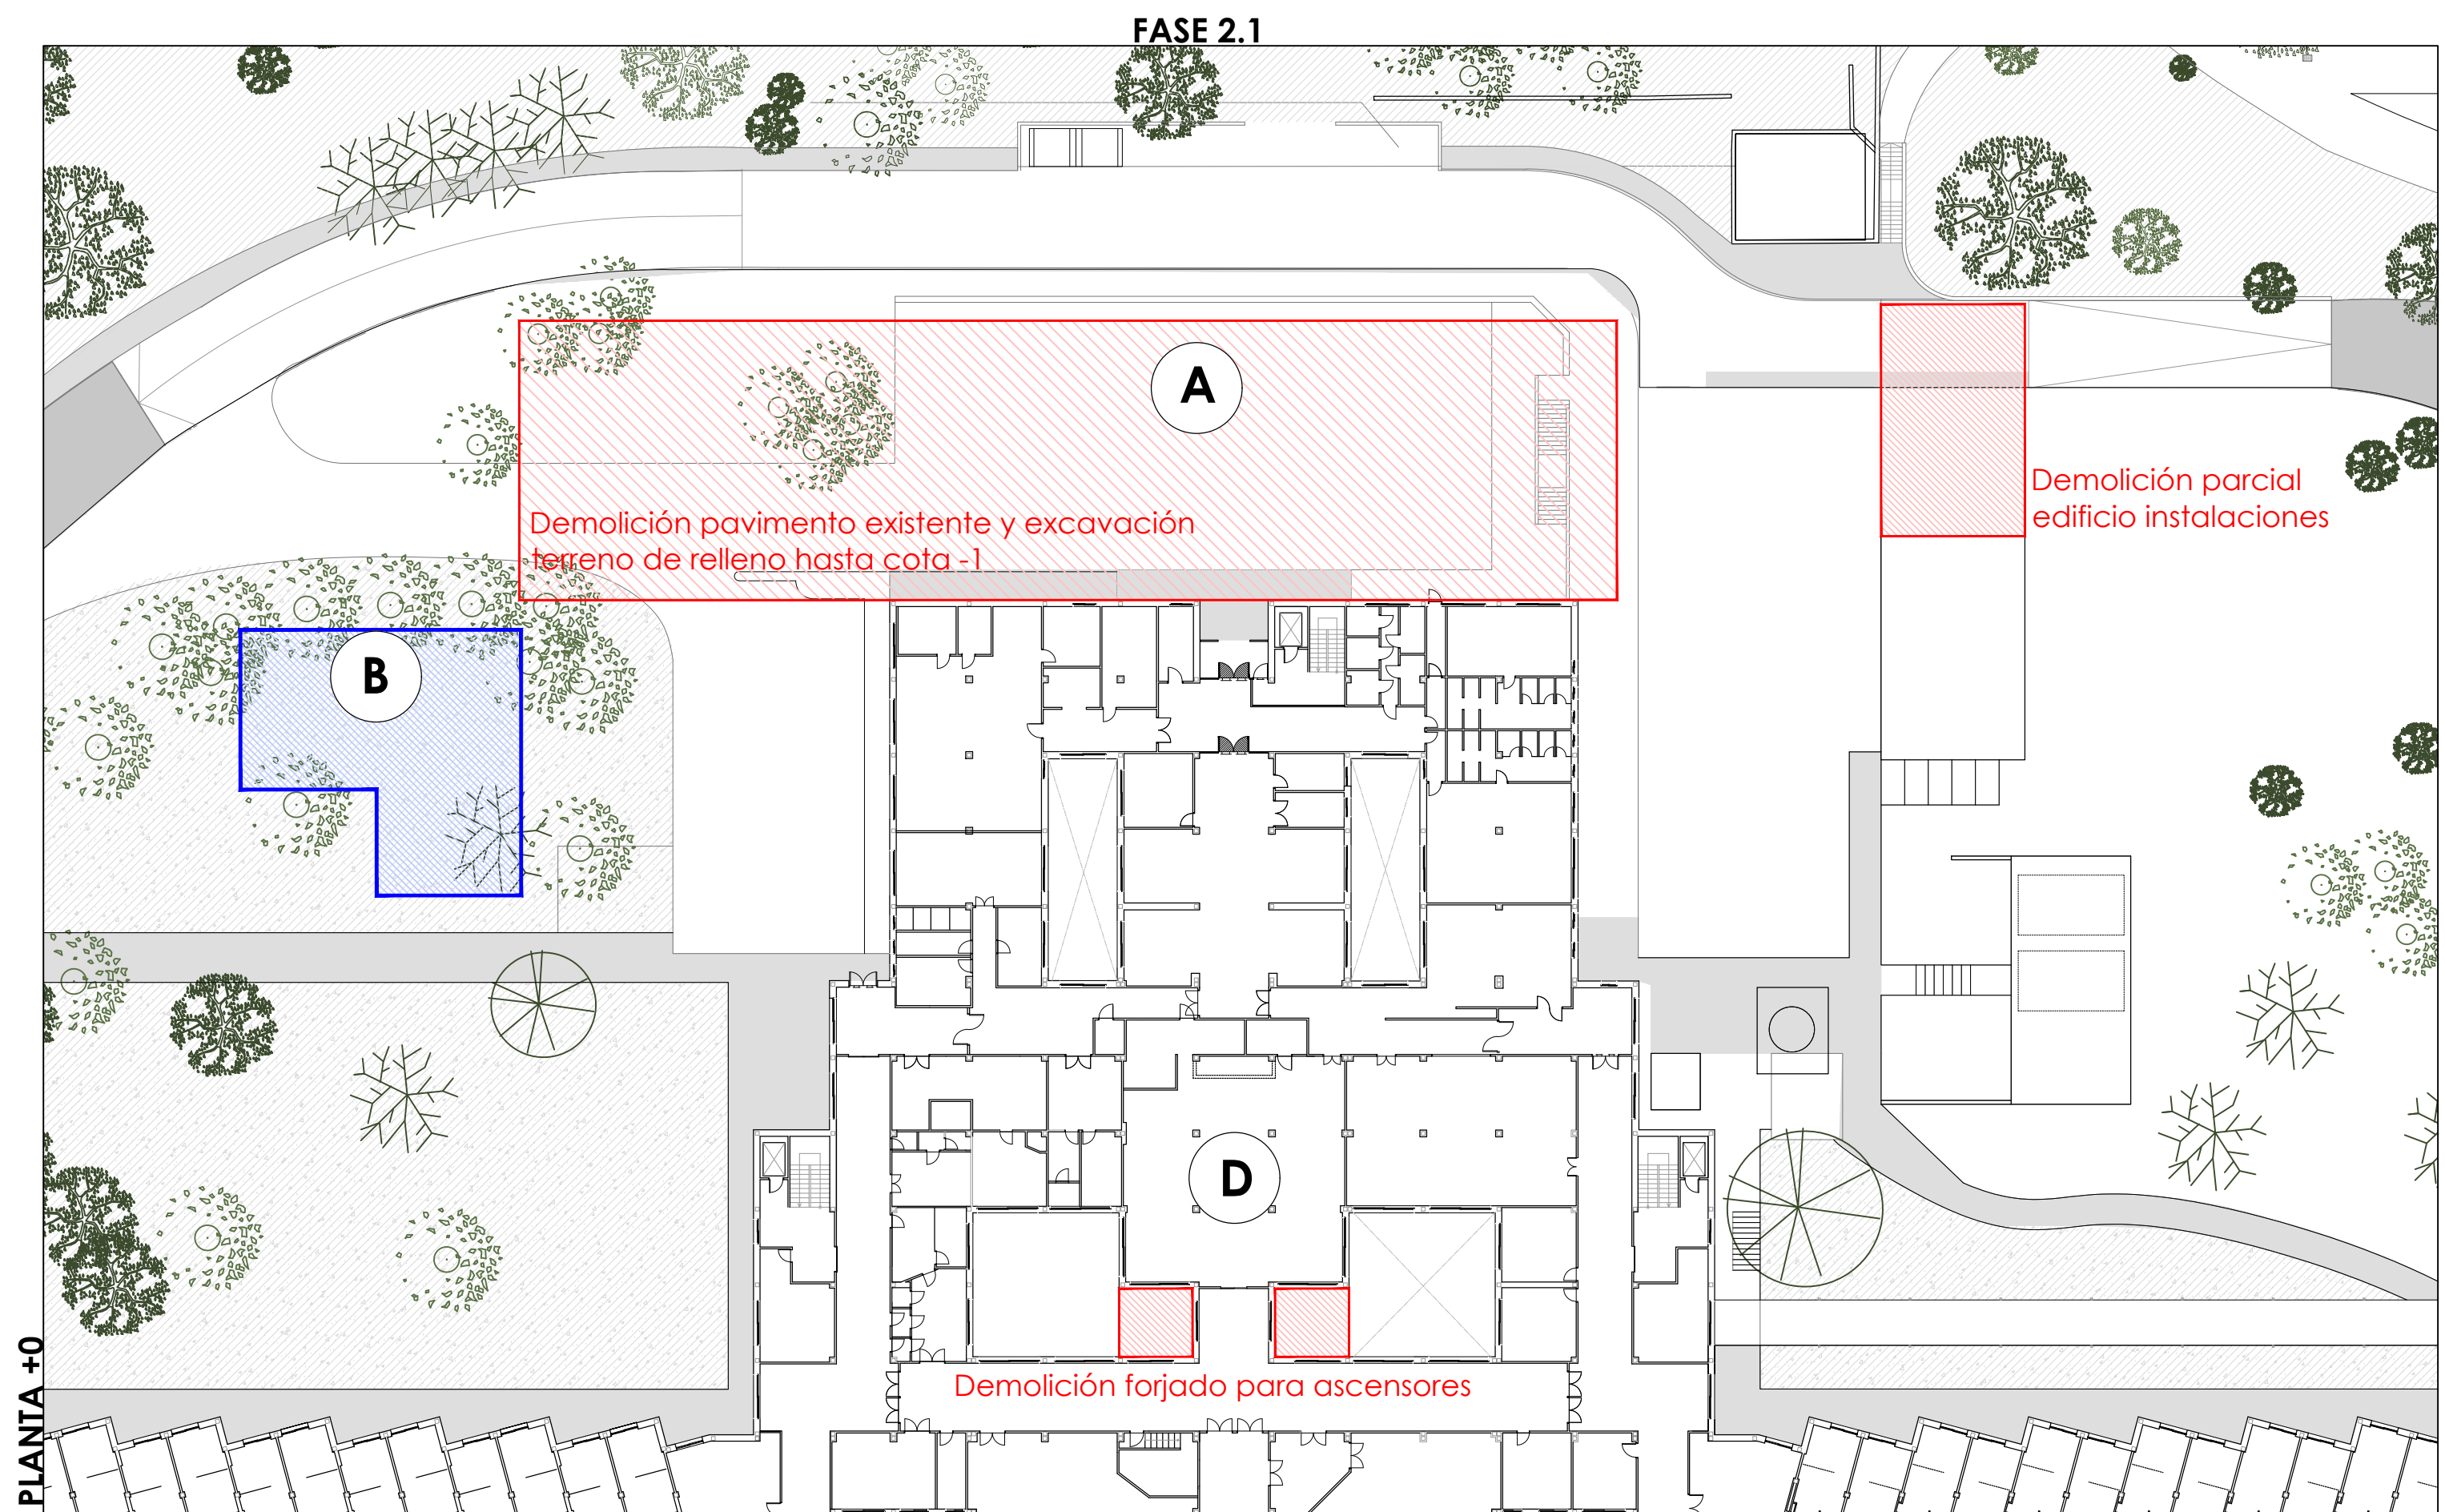 FASE 2.1
A
Demolición parcial
edificio instalaciones
Demolición pavimento existente y excavación
terreno de relleno hasta cota -1
B
D
Demolición forjado para ascensores
PLANTA +0